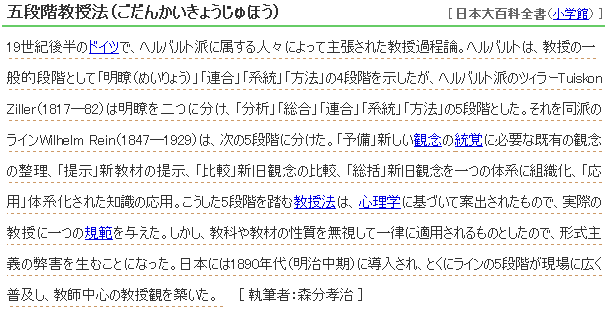 五段階教授法（ごだんかいきょうじゅほう） [ 日本大百科全書（小学館） ]
19世紀後半のドイツで、ヘルバルト派に属する人々によって主張された教授過程論。ヘルバルトは、教授の一
般的段階として「明瞭（めいりょう）」「連合」「系統」「方法」の4段階を示したが、ヘルバルト派のツィラーTuiskon
Ziller（1817―82）は明瞭を二つに分け、「分析」「総合」「連合」「系統」「方法」の5段階とした。それを同派の
ラインWilhelm Rein（1847―1929）は、次の5段階に分けた。「予備」新しい観念の統覚に必要な既有の観念
の整理、「提示」新教材の提示、「比較」新旧観念の比較、「総括」新旧観念を一つの体系に組織化、「応
用」体系化された知識の応用。こうした5段階を踏む教授法は、心理学に基づいて案出されたもので、実際の
教授に一つの規範を与えた。しかし、教科や教材の性質を無視して一律に適用されるものとしたので、形式主
義の弊害を生むことになった。日本には1890年代（明治中期）に導入され、とくにラインの5段階が現場に広く
普及し、教師中心の教授観を築いた。 [ 執筆者：森分孝治 ]